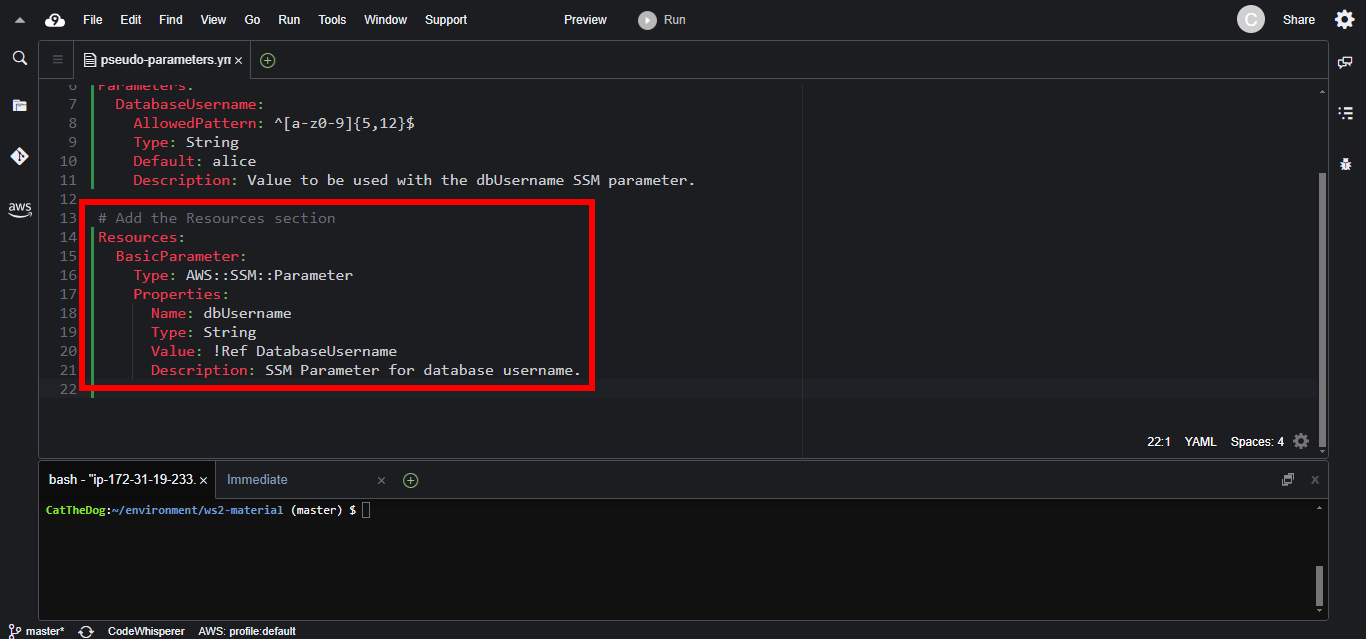 File Edit Find View Go Run Tools Window Support Preview Run C Share
pseudo-parameters.ym
6 Parameters:
7 DatabaseUsername:
8 AllowedPattern: ^[a-z0-9]{5,12}$
9 Type: String
10 Default: alice
11 Description: Value to be used with the dbUsername SSM parameter.
12
13 # Add the Resources section
14 Resources:
15 BasicParameter:
16 Type: AWS::SSM::Parameter
17 Properties:
18 Name: dbUsername
19 Type: String
20 Value: !Ref DatabaseUsername
21 Description: SSM Parameter for database username.
22
aws
22:1 YAML Spaces: 4
bash - "ip-172-31-19-233. Immediate
CatTheDog:~/environment/ws2-material (master) $
master* CodeWhisperer AWS: profile:default